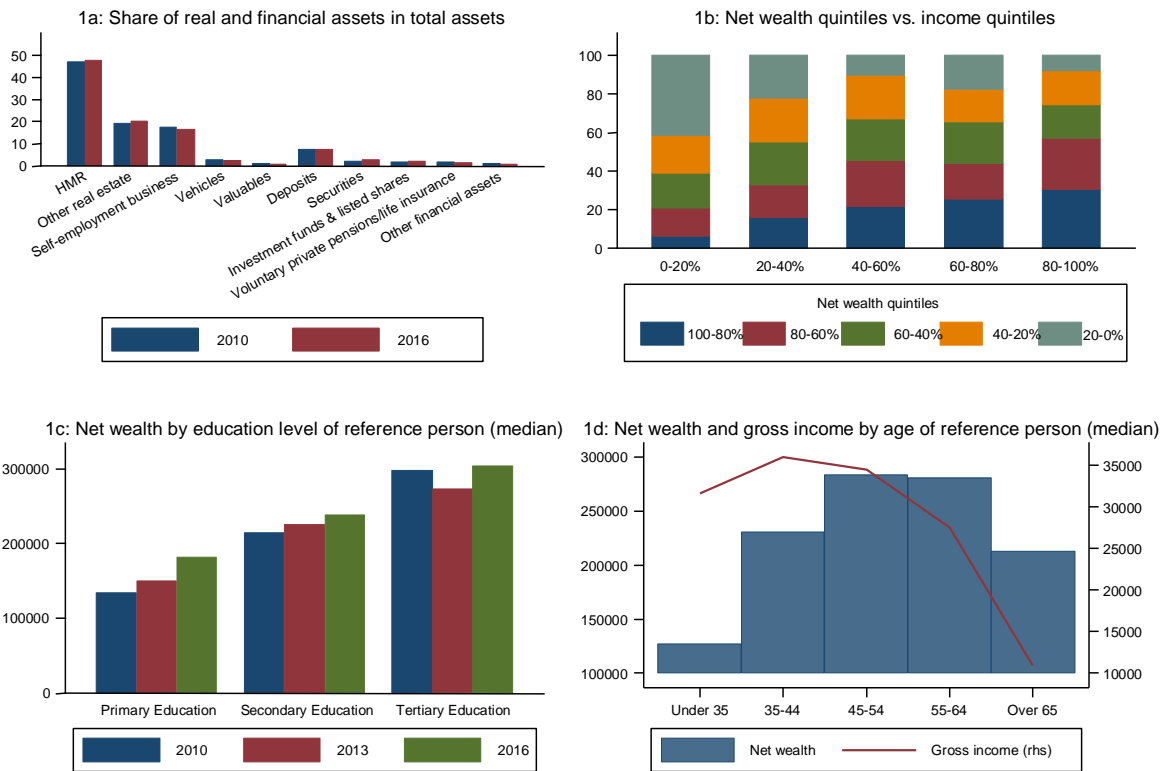 1a: Share of real and financial assets in total assets
50
40
30
20
10
0
HMR
Other real estate
Self-employment business
Vehicles
Valuables
Deposits
Securities
Investment funds & listed shares
Voluntary private pensions/life insurance
Other financial assets
2010 2016
1b: Net wealth quintiles vs. income quintiles
100
80
60
40
20
0
0-20% 20-40% 40-60% 60-80% 80-100%
Net wealth quintiles
100-80% 80-60% 60-40% 40-20% 20-0%
1c: Net wealth by education level of reference person (median)
300000
200000
100000
0
Primary Education Secondary Education Tertiary Education
2010 2013 2016
1d: Net wealth and gross income by age of reference person (median)
300000
250000
200000
150000
100000
35000
30000
25000
20000
15000
10000
Under 35 35-44 45-54 55-64 Over 65
Net wealth Gross income (rhs)